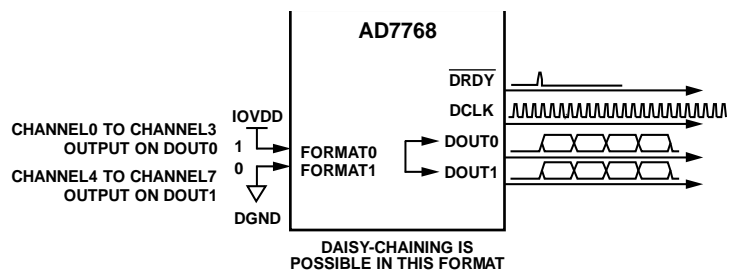 AD7768
DRDY
DCLK
DOUT0
DOUT1
IOVDD
CHANNEL0 TO CHANNEL3
OUTPUT ON DOUT0
1
0
CHANNEL4 TO CHANNEL7
OUTPUT ON DOUT1
FORMAT0
FORMAT1
DGND
DAISY-CHAINING IS
POSSIBLE IN THIS FORMAT